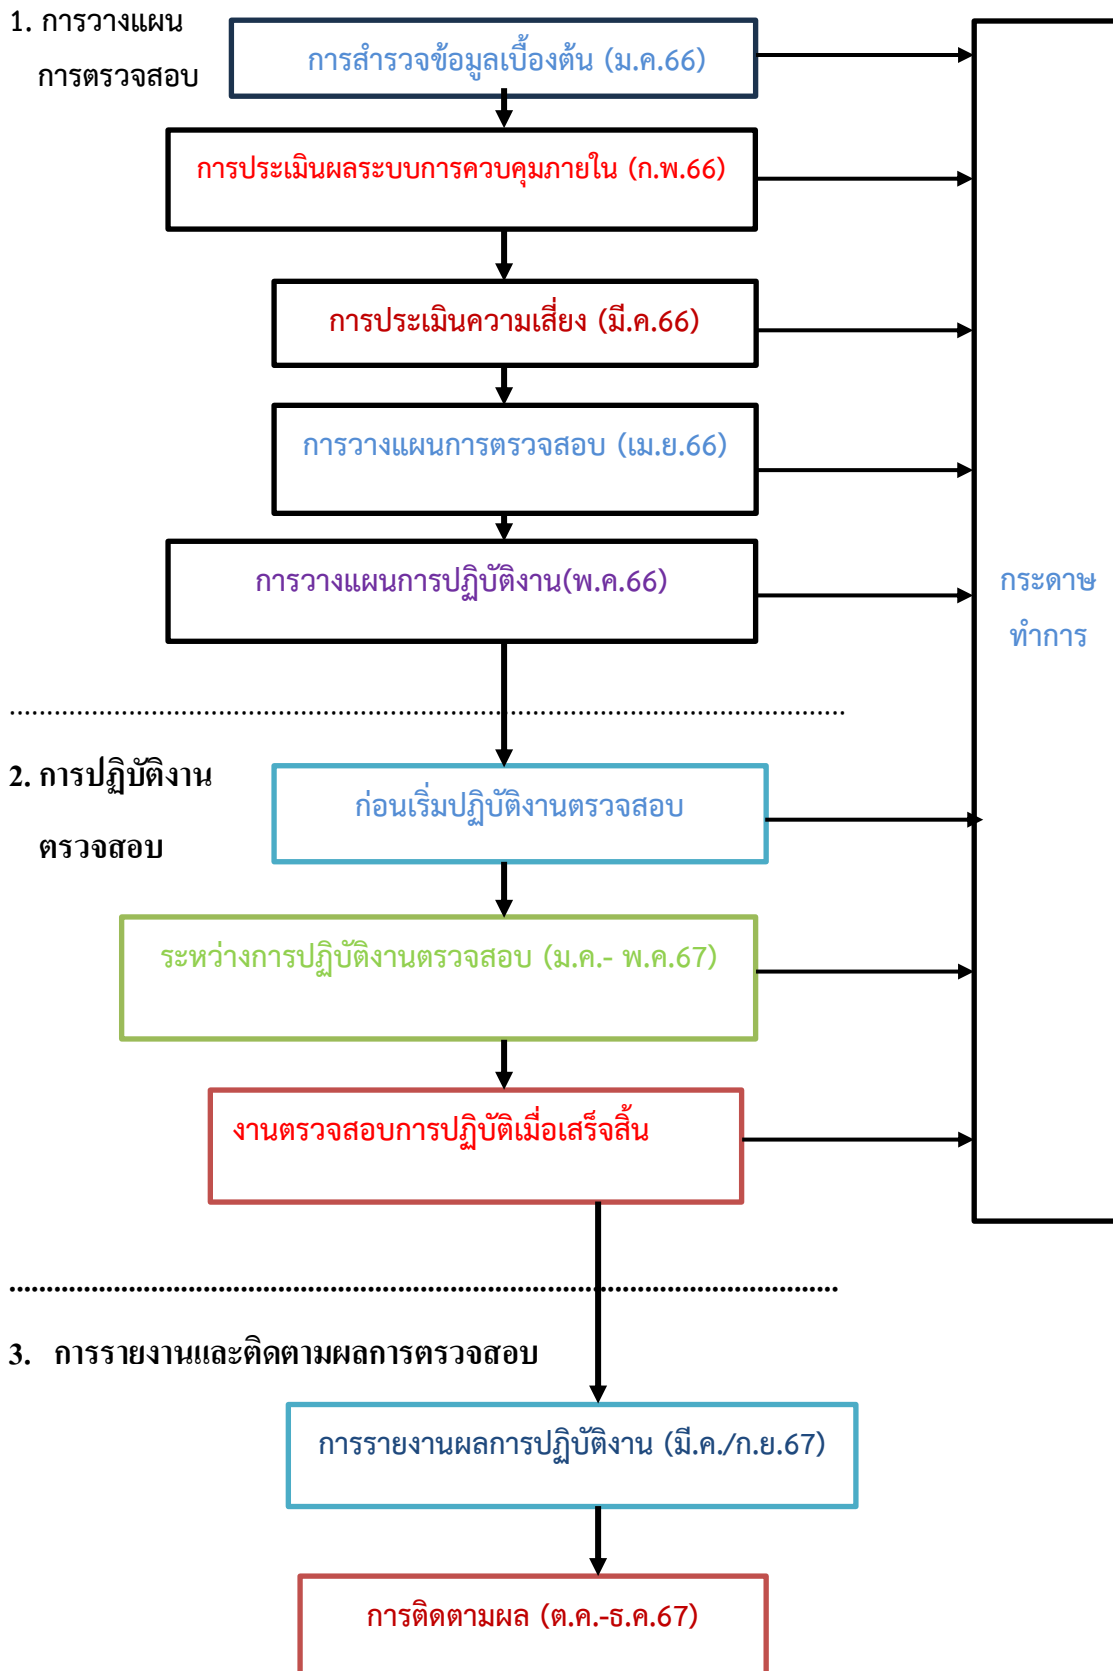 1. การวางแผน
การตรวจสอบ
การสำรวจข้อมูลเบื้องต้น (ม.ค.66)
การประเมินผลระบบการควบคุมภายใน (ก.พ.66)
การประเมินความเสี่ยง (มี.ค.66)
การวางแผนการตรวจสอบ (เม.ย.66)
การวางแผนการปฏิบัติงาน(พ.ค.66)
กระดาษ
ทำการ
2. การปฏิบัติงาน
ตรวจสอบ
ก่อนเริ่มปฏิบัติงานตรวจสอบ
ระหว่างการปฏิบัติงานตรวจสอบ (ม.ค.- พ.ค.67)
งานตรวจสอบการปฏิบัติเมื่อเสร็จสิ้น
3. การรายงานและติดตามผลการตรวจสอบ
การรายงานผลการปฏิบัติงาน (มี.ค./ก.ย.67)
การติดตามผล (ต.ค.-ธ.ค.67)